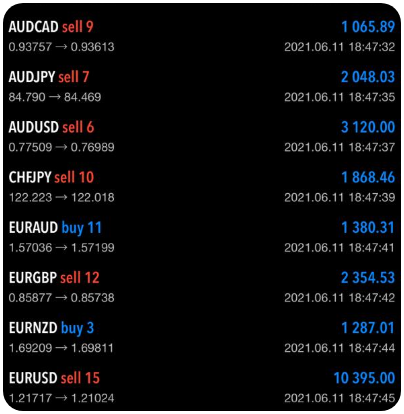 AUDCAD sell 9 1 065.89
0.93757 → 0.93613 2021.06.11 18:47:32
AUDJPY sell 7 2 048.03
84.790 → 84.469 2021.06.11 18:47:35
AUDUSD sell 6 3 120.00
0.77509 → 0.76989 2021.06.11 18:47:37
CHFJPY sell 10 1 868.46
122.223 → 122.018 2021.06.11 18:47:39
EURAUD buy 11 1 380.31
1.57036 → 1.57199 2021.06.11 18:47:41
EURGBP sell 12 2 354.53
0.85877 → 0.85738 2021.06.11 18:47:42
EURNZD buy 3 1 287.01
1.69209 → 1.69811 2021.06.11 18:47:44
EURUSD sell 15 10 395.00
1.21717 → 1.21024 2021.06.11 18:47:45